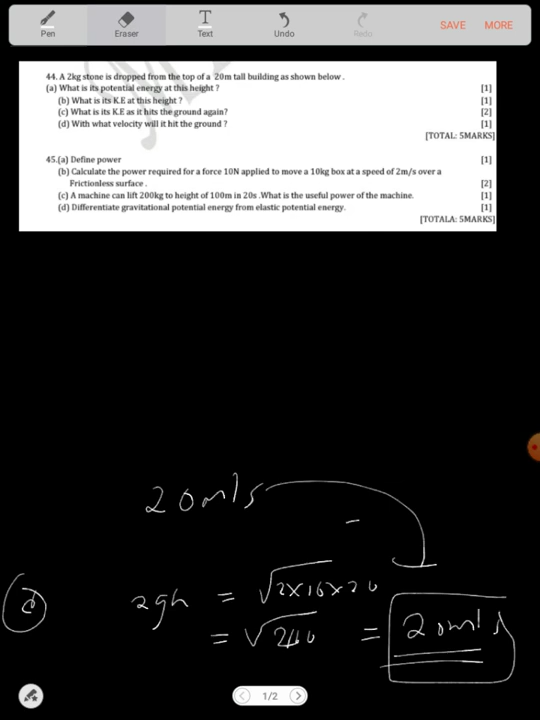 Pen Eraser Text Undo Redo SAVE MORE
44. A 2kg stone is dropped from the top of a 20m tall building as shown below .
(a) What is its potential energy at this height ? [1]
(b) What is its K.E at this height ? [1]
(c) What is its K.E as it hits the ground again? [2]
(d) With what velocity will it hit the ground ? [1]
[TOTAL: 5MARKS]
45.(a) Define power [1]
(b) Calculate the power required for a force 10N applied to move a 10kg box at a speed of 2m/s over a
Frictionless surface . [2]
(c) A machine can lift 200kg to height of 100m in 20s .What is the useful power of the machine. [1]
(d) Differentiate gravitational potential energy from elastic potential energy. [1]
[TOTALA: 5MARKS]
20m/s
(d) 2gh = √2×10×20
= √400 = 20m/s
1/2